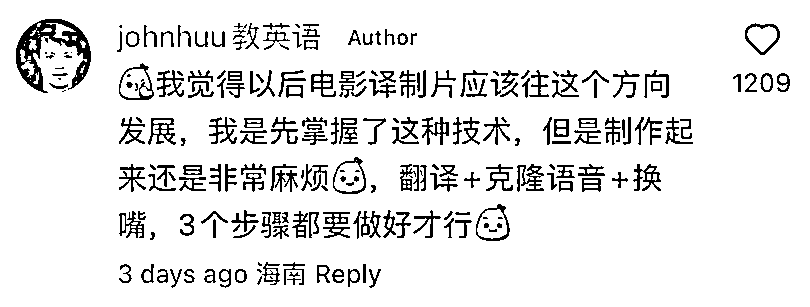 johnhuu教英语 Author
我觉得以后电影译制片应该往这个方向
发展，我是先掌握了这种技术，但是制作起
来还是非常麻烦，翻译+克隆语音+换
嘴，3个步骤都要做好才行
1209
3 days ago 海南 Reply